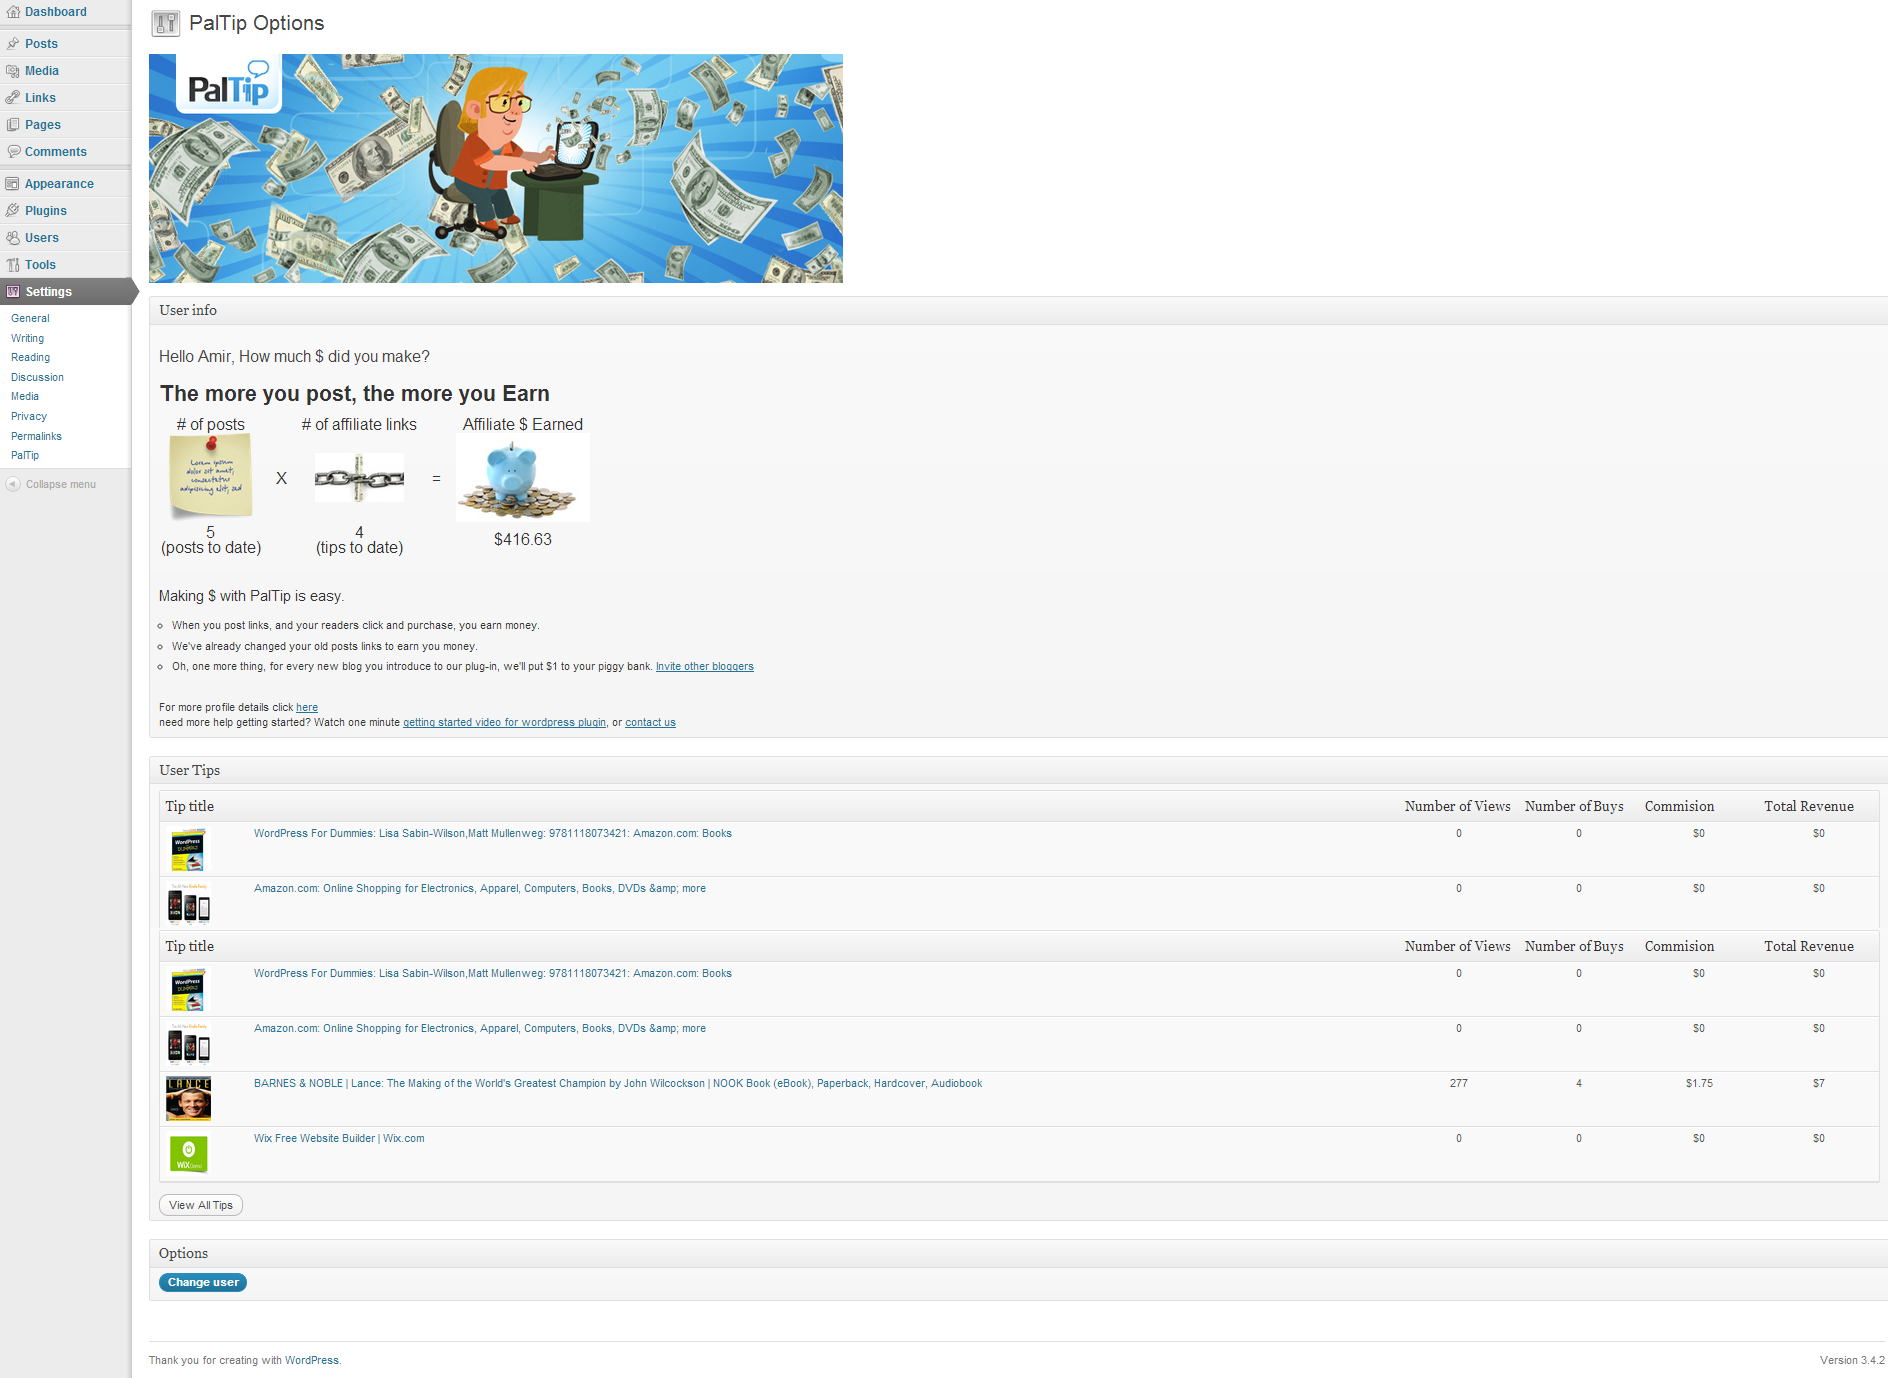 Dashboard
Posts
Media
Links
Pages
Comments
Appearance
Plugins
Users
Tools
Settings
General
Writing
Reading
Discussion
Media
Privacy
Permalinks
PalTip
Collapse menu
PalTip Options
PalTip
User info
Hello Amir, How much $ did you make?
The more you post, the more you Earn
# of posts # of affiliate links Affiliate $ Earned
Lorem ipsum
dolor sit amet,
consectetur
adipiscing elit, sed
X =
5 4 $416.63
(posts to date) (tips to date)
Making $ with PalTip is easy.
When you post links, and your readers click and purchase, you earn money.
We've already changed your old posts links to earn you money.
Oh, one more thing, for every new blog you introduce to our plug-in, we'll put $1 to your piggy bank. Invite other bloggers
For more profile details click here
need more help getting started? Watch one minute getting started video for wordpress plugin, or contact us
User Tips
Tip title Number of Views Number of Buys Commision Total Revenue
WordPress For Dummies: Lisa Sabin-Wilson,Matt Mullenweg: 9781118073421: Amazon.com: Books 0 0 $0 $0
Amazon.com: Online Shopping for Electronics, Apparel, Computers, Books, DVDs &amp; more 0 0 $0 $0
Tip title Number of Views Number of Buys Commision Total Revenue
WordPress For Dummies: Lisa Sabin-Wilson,Matt Mullenweg: 9781118073421: Amazon.com: Books 0 0 $0 $0
Amazon.com: Online Shopping for Electronics, Apparel, Computers, Books, DVDs &amp; more 0 0 $0 $0
LANCE
BARNES & NOBLE | Lance: The Making of the World's Greatest Champion by John Wilcockson | NOOK Book (eBook), Paperback, Hardcover, Audiobook 277 4 $1.75 $7
WiX
Wix Free Website Builder | Wix.com 0 0 $0 $0
View All Tips
Options
Change user
Thank you for creating with WordPress.
Version 3.4.2